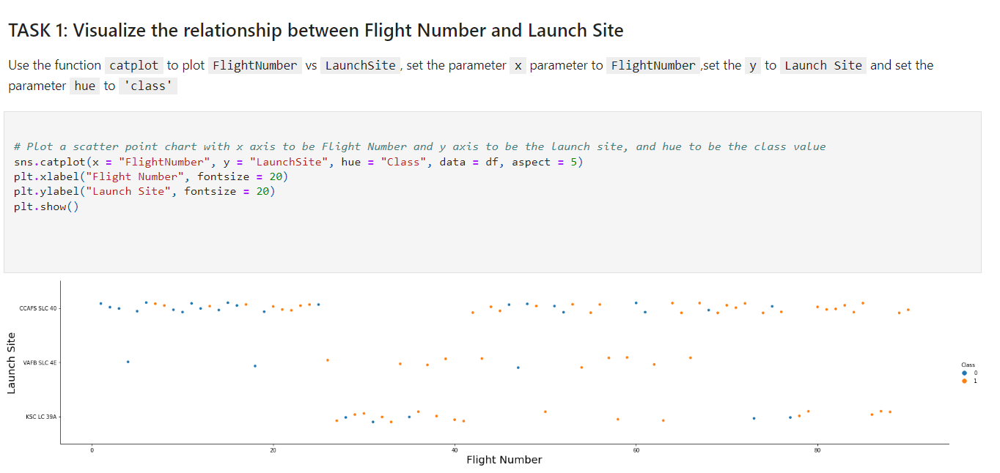 TASK 1: Visualize the relationship between Flight Number and Launch Site
Use the function catplot to plot FlightNumber vs LaunchSite , set the parameter x parameter to FlightNumber ,set the y to Launch Site and set the
parameter hue to 'class'
# Plot a scatter point chart with x axis to be Flight Number and y axis to be the launch site, and hue to be the class value
sns.catplot(x = "FlightNumber", y = "LaunchSite", hue = "Class", data = df, aspect = 5)
plt.xlabel("Flight Number", fontsize = 20)
plt.ylabel("Launch Site", fontsize = 20)
plt.show()
Launch Site
CCAFS SLC 40
VAFB SLC 4E
KSC LC 39A
Class
0
1
0 20 40 60 80
Flight Number